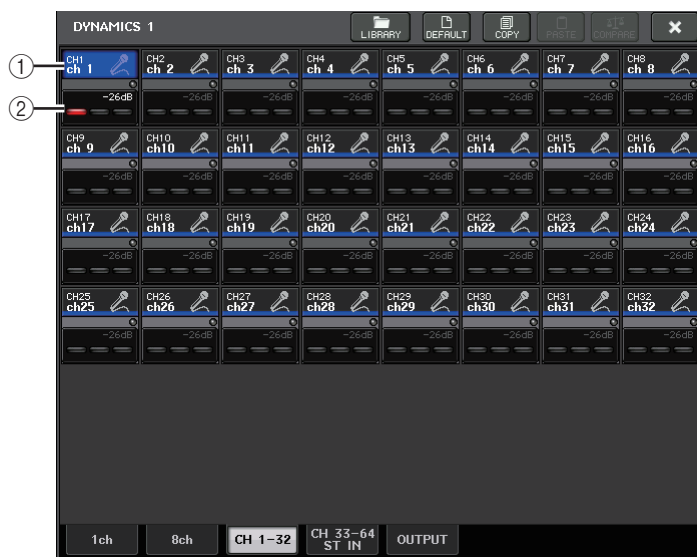 DYNAMICS 1
LIBRARY DEFAULT COPY PASTE COMPARE
① CH1 CH2 CH3 CH4 CH5 CH6 CH7 CH8
ch 1 ch 2 ch 3 ch 4 ch 5 ch 6 ch 7 ch 8
② -26dB -26dB -26dB -26dB -26dB -26dB -26dB -26dB
CH9 CH10 CH11 CH12 CH13 CH14 CH15 CH16
ch 9 ch10 ch11 ch12 ch13 ch14 ch15 ch16
-26dB -26dB -26dB -26dB -26dB -26dB -26dB -26dB
CH17 CH18 CH19 CH20 CH21 CH22 CH23 CH24
ch17 ch18 ch19 ch20 ch21 ch22 ch23 ch24
-26dB -26dB -26dB -26dB -26dB -26dB -26dB -26dB
CH25 CH26 CH27 CH28 CH29 CH30 CH31 CH32
ch25 ch26 ch27 ch28 ch29 ch30 ch31 ch32
-26dB -26dB -26dB -26dB -26dB -26dB -26dB -26dB
1ch 8ch CH 1-32 CH 33-64 OUTPUT
ST IN